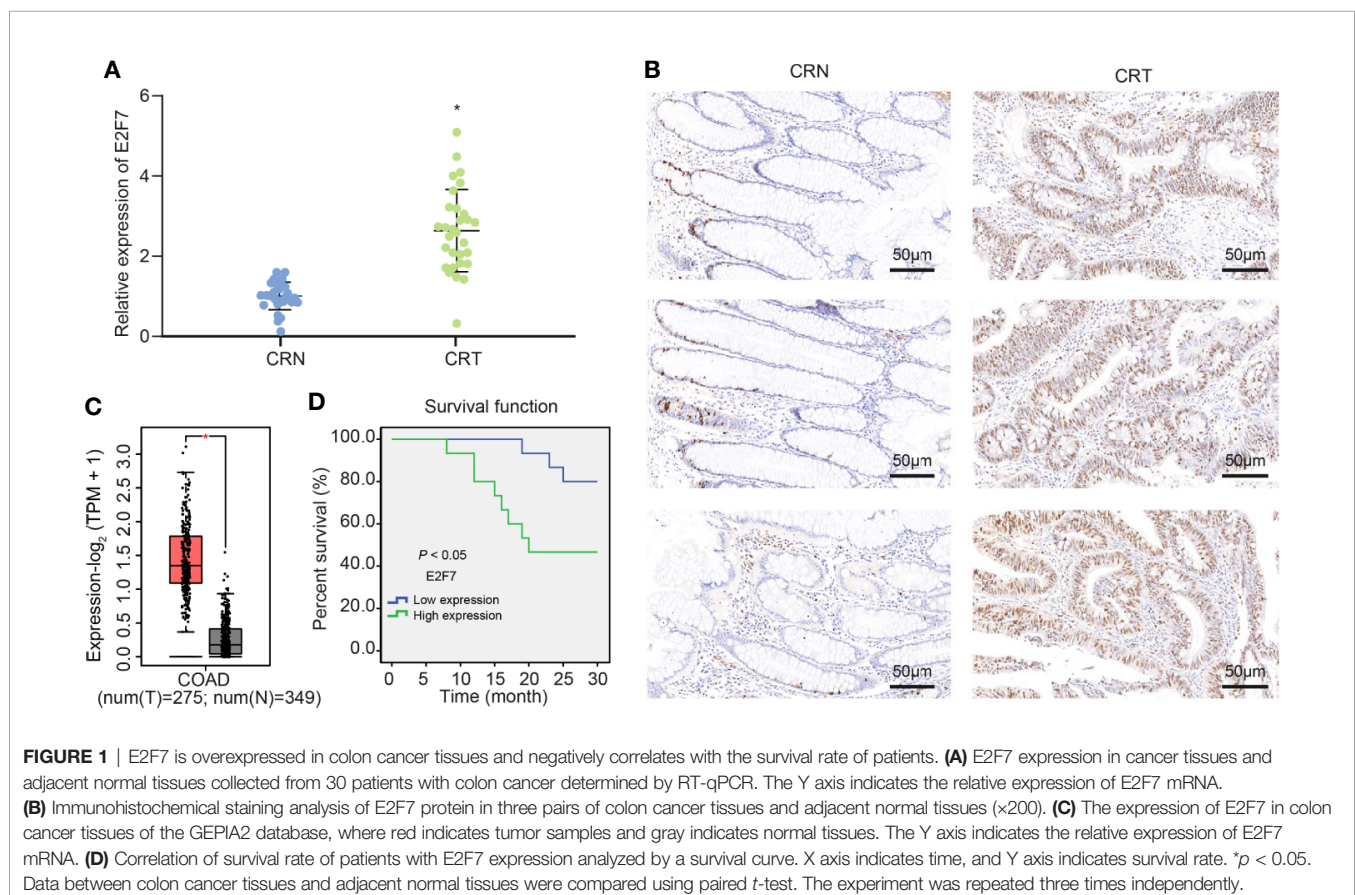 A
Relative expression of E2F7
6
4
2
0
*
CRN
CRT
B
CRN
CRT
50µm
50µm
50µm
50µm
50µm
50µm
C
Expression-log2 (TPM + 1)
3.0
2.5
2.0
1.5
1.0
0.5
0.0
*
COAD
(num(T)=275; num(N)=349)
D
Survival function
Percent survival (%)
100.0
80.0
60.0
40.0
20.0
0.0
P < 0.05
E2F7
Low expression
High expression
0 5 10 15 20 25 30
Time (month)
FIGURE 1 | E2F7 is overexpressed in colon cancer tissues and negatively correlates with the survival rate of patients. (A) E2F7 expression in cancer tissues and
adjacent normal tissues collected from 30 patients with colon cancer determined by RT-qPCR. The Y axis indicates the relative expression of E2F7 mRNA.
(B) Immunohistochemical staining analysis of E2F7 protein in three pairs of colon cancer tissues and adjacent normal tissues (×200). (C) The expression of E2F7 in colon
cancer tissues of the GEPIA2 database, where red indicates tumor samples and gray indicates normal tissues. The Y axis indicates the relative expression of E2F7
mRNA. (D) Correlation of survival rate of patients with E2F7 expression analyzed by a survival curve. X axis indicates time, and Y axis indicates survival rate. *p < 0.05.
Data between colon cancer tissues and adjacent normal tissues were compared using paired t-test. The experiment was repeated three times independently.